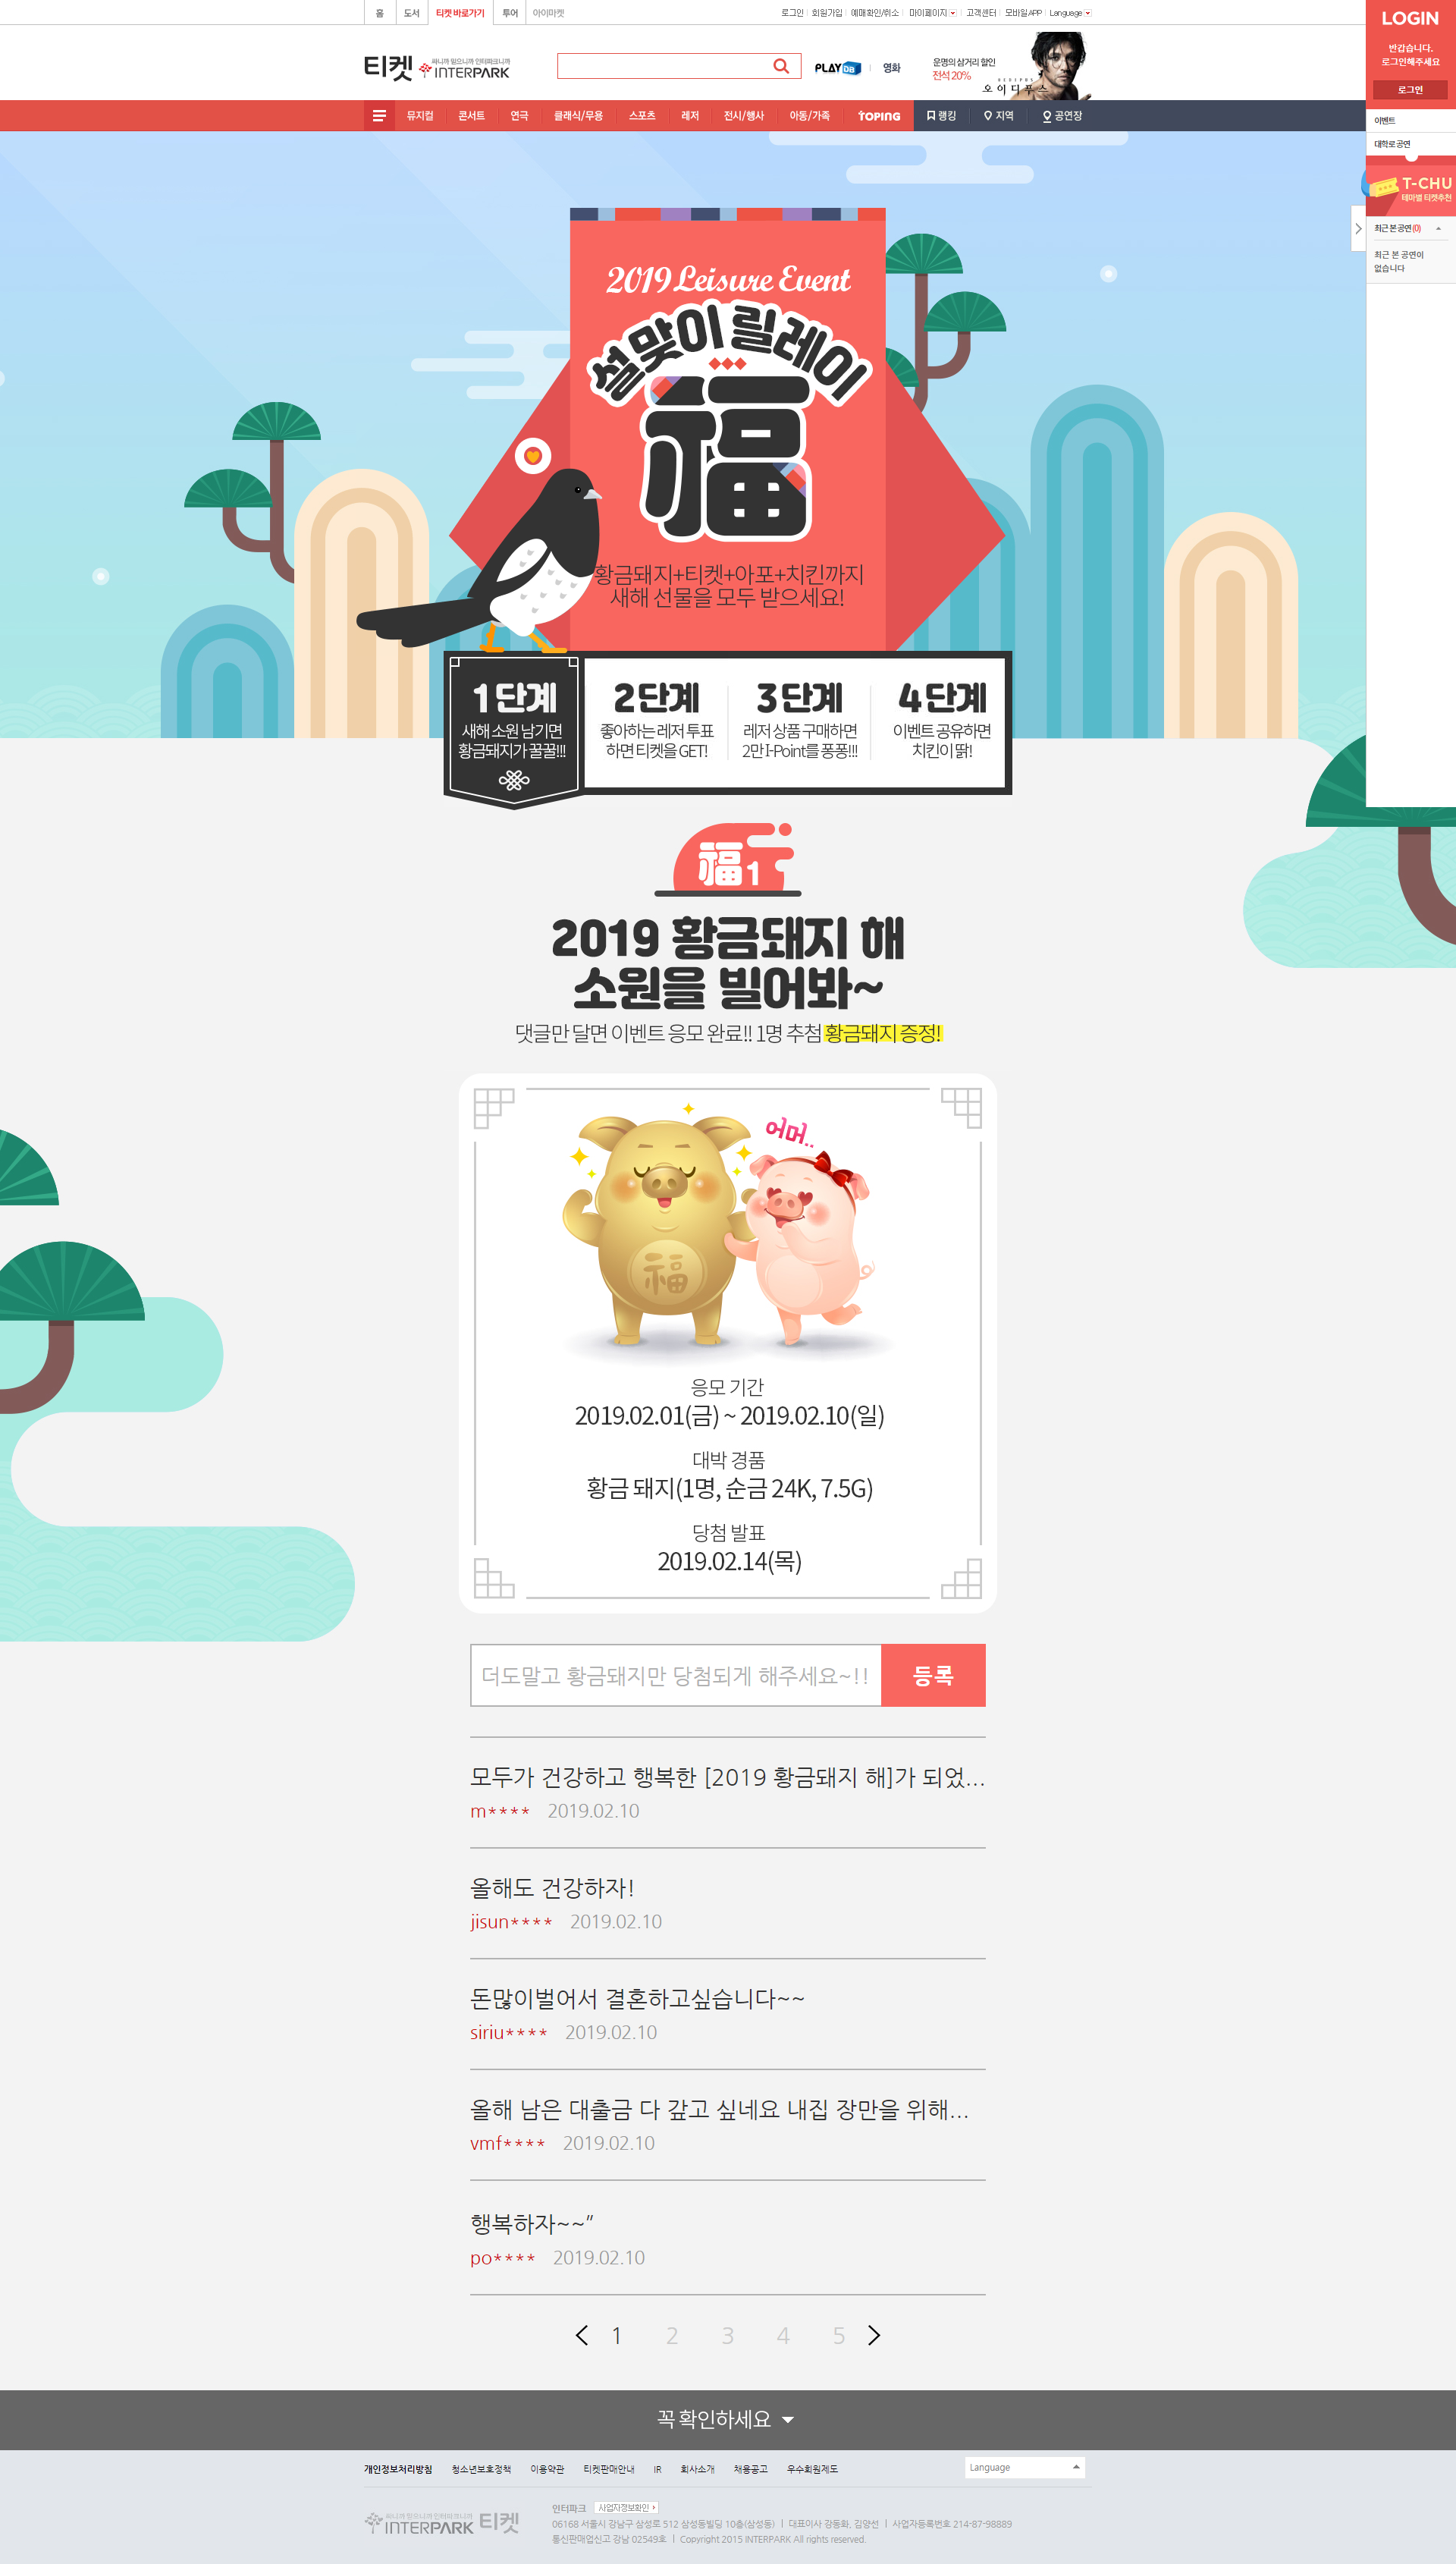 홈 도서 티켓 바로가기 투어 아이마켓
로그인 회원가입 예매확인/취소 마이페이지 고객센터 모바일APP Language
티켓 싸니까 믿으니까 인터파크니까 INTERPARK
PLAY DB 영화
운명의 삼거리 할인
전석 20%
오이디푸스
뮤지컬 콘서트 연극 클래식/무용 스포츠 레저 전시/행사 아동/가족 TOPING 랭킹 지역 공연장
LOGIN
반갑습니다.
로그인해주세요
로그인
이벤트
대학로공연
T-CHU
테마별 티켓추천
최근본공연(0)
최근 본 공연이
없습니다
2019 Leisure Event
설맞이 릴레이
福
황금돼지+티켓+아포+치킨까지
새해 선물을 모두 받으세요!
1단계
새해 소원 남기면
황금돼지가 꿀꿀!!!
2단계
좋아하는 레저 투표
하면 티켓을 GET!
3단계
레저 상품 구매하면
2만 I-Point를 퐁퐁!!!
4단계
이벤트 공유하면
치킨이 닭!
福1
2019 황금돼지 해
소원을 빌어봐~
댓글만 달면 이벤트 응모 완료!! 1명 추첨 황금돼지 증정!
어머..
福
응모 기간
2019.02.01(금) ~ 2019.02.10(일)
대박 경품
황금 돼지(1명, 순금 24K, 7.5G)
당첨 발표
2019.02.14(목)
더도말고 황금돼지만 당첨되게 해주세요~!! 등록
모두가 건강하고 행복한 [2019 황금돼지 해]가 되었...
m**** 2019.02.10
올해도 건강하자!
jisun**** 2019.02.10
돈많이벌어서 결혼하고싶습니다~~
siriu**** 2019.02.10
올해 남은 대출금 다 갚고 싶네요 내집 장만을 위해...
vmf**** 2019.02.10
행복하자~~"
po**** 2019.02.10
1 2 3 4 5
꼭 확인하세요
개인정보처리방침 청소년보호정책 이용약관 티켓판매안내 IR 회사소개 채용공고 우수회원제도 Language
싸니까 믿으니까 인터파크니까 INTERPARK 티켓
인터파크 사업자정보확인
06168 서울시 강남구 삼성로 512 삼성동빌딩 10층(삼성동) | 대표이사 강동화, 김양선 | 사업자등록번호 214-87-98889
통신판매업신고 강남 02549호 | Copyright 2015 INTERPARK All rights reserved.